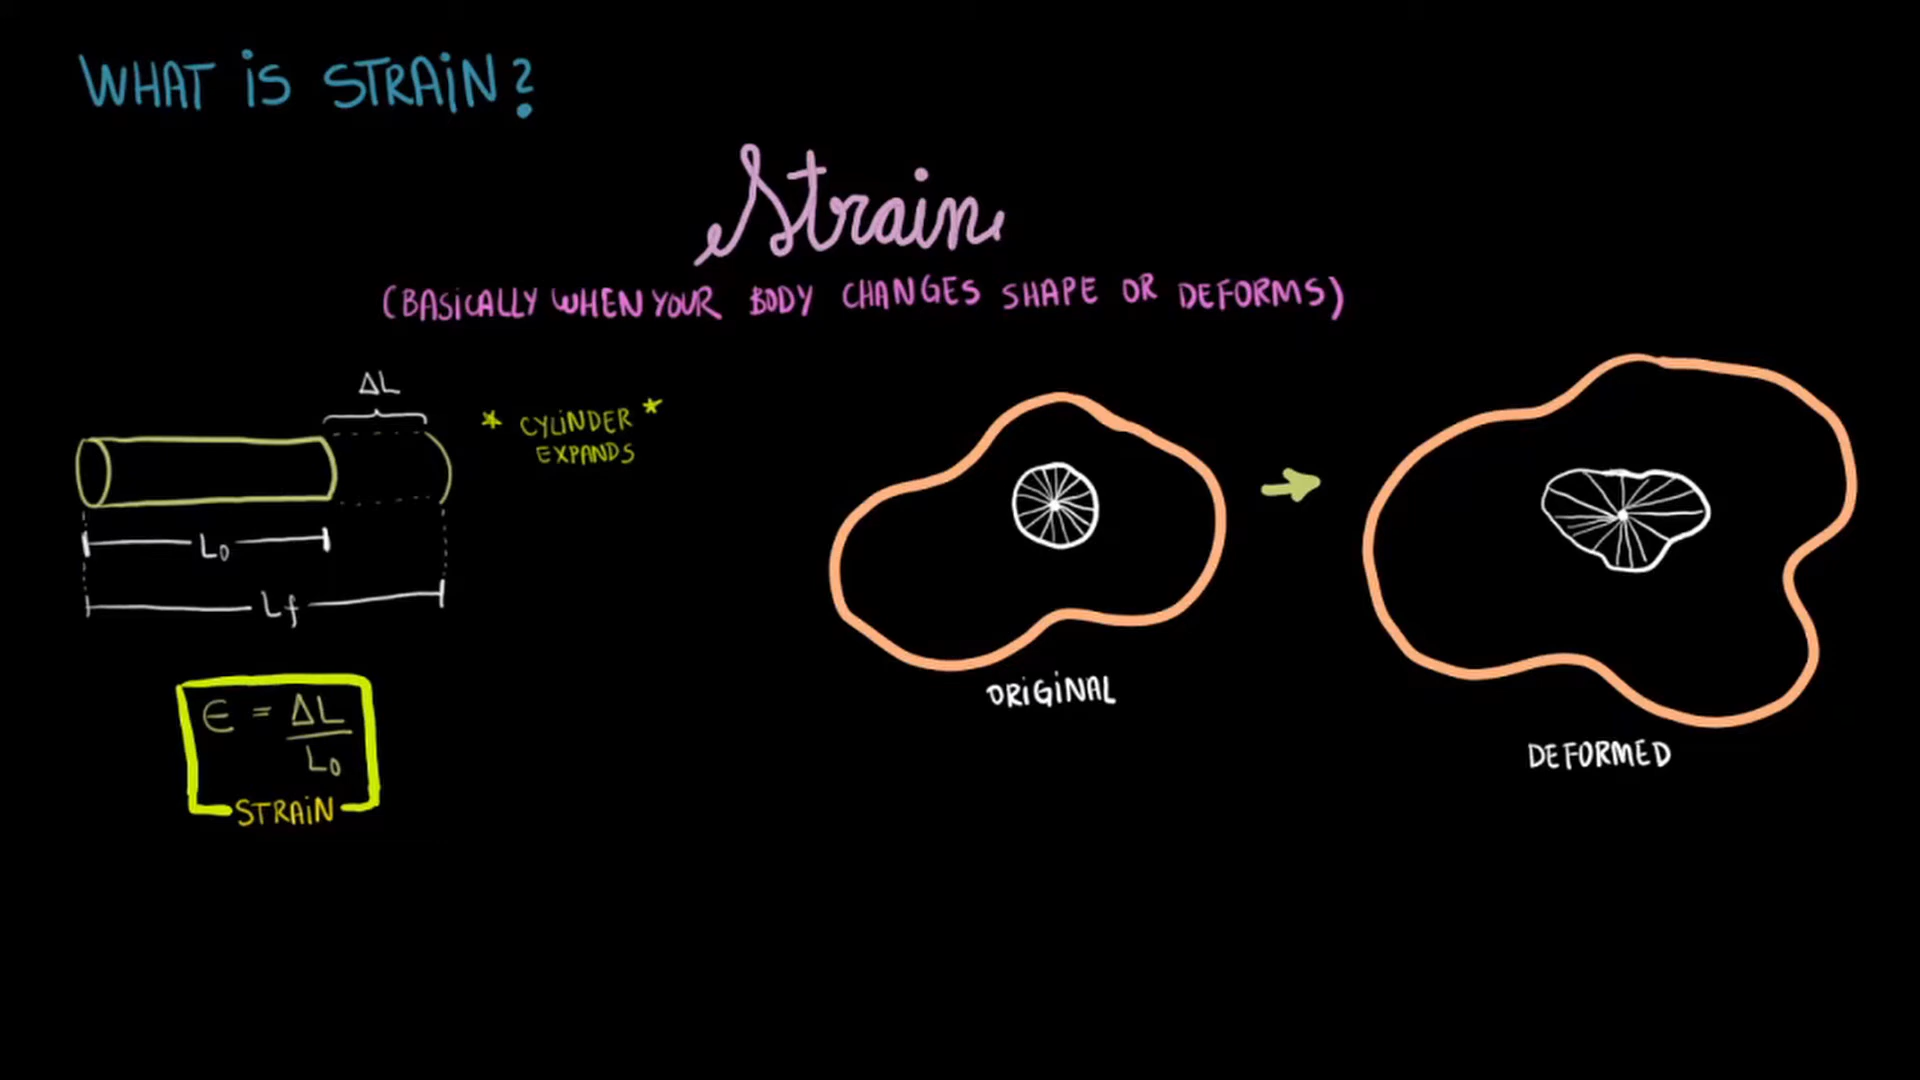 WHAT iS STRAiN?
Strain
(BASiCALLY WHEN YOUR BODY CHANGES SHAPE OR DEFORMS)
ΔL
* CYLiNDER *
EXPANDS
L₀
Lf
ϵ = ΔL
L₀
STRAiN
ORiGiNAL
DEFORMED